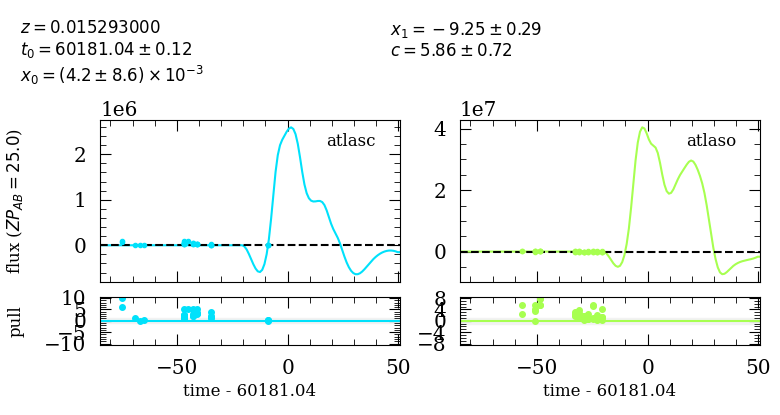 z = 0.015293000
t₀ = 60181.04 ± 0.12
x₀ = (4.2 ± 8.6) × 10⁻³
x₁ = −9.25 ± 0.29
c = 5.86 ± 0.72
1e6
atlasc
flux (ZP_AB = 25.0)
2
1
0
1e7
atlaso
4
2
0
pull
10
5
0
−5
−10
8
4
0
−4
−8
−50 0 50
time - 60181.04
−50 0 50
time - 60181.04